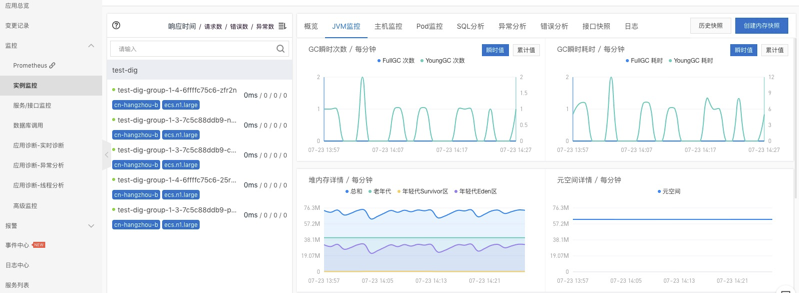 应用总览
变更记录
监控
Prometheus
实例监控
服务/接口监控
数据库调用
应用诊断-实时诊断
应用诊断-异常分析
应用诊断-线程分析
高级监控
报警
事件中心 NEW
日志中心
服务列表
响应时间 / 请求数 / 错误数 / 异常数
请输入
test-dig
test-dig-group-1-4-6ffffc75c6-zfr2n
0ms / 0 / 0 / 0
cn-hangzhou-b ecs.n1.large
test-dig-group-1-3-7c5c88ddb9-n...
0ms / 0 / 0 / 0
cn-hangzhou-b ecs.n1.large
test-dig-group-1-3-7c5c88ddb9-c...
0ms / 0 / 0 / 0
cn-hangzhou-b ecs.n1.large
test-dig-group-1-4-6ffffc75c6-25r...
0ms / 0 / 0 / 0
cn-hangzhou-b ecs.n1.large
test-dig-group-1-3-7c5c88ddb9-p...
0ms / 0 / 0 / 0
cn-hangzhou-b ecs.n1.large
概览 JVM监控 主机监控 Pod监控 SQL分析 异常分析 错误分析 接口快照 日志
历史快照 创建内存快照
GC瞬时次数 / 每分钟
瞬时值 累计值
FullGC 次数 YoungGC 次数
2 2
1.5
1 1
0.5
0 0
07-23 13:57 07-23 14:07 07-23 14:17 07-23 14:27
GC瞬时耗时 / 每分钟
瞬时值 累计值
FullGC 耗时 YoungGC 耗时
2 12
9
1 6
3
0 0
07-23 13:57 07-23 14:07 07-23 14:17 07-23 14:27
堆内存详情 / 每分钟
总和 老年代 年轻代Survivor区 年轻代Eden区
76.3M
57.2M
38.1M
19.07M
0
07-23 13:57 07-23 14:05 07-23 14:13 07-23 14:21
元空间详情 / 每分钟
元空间
76.3M
57.2M
38.1M
19.07M
0
07-23 13:57 07-23 14:05 07-23 14:13 07-23 14:21